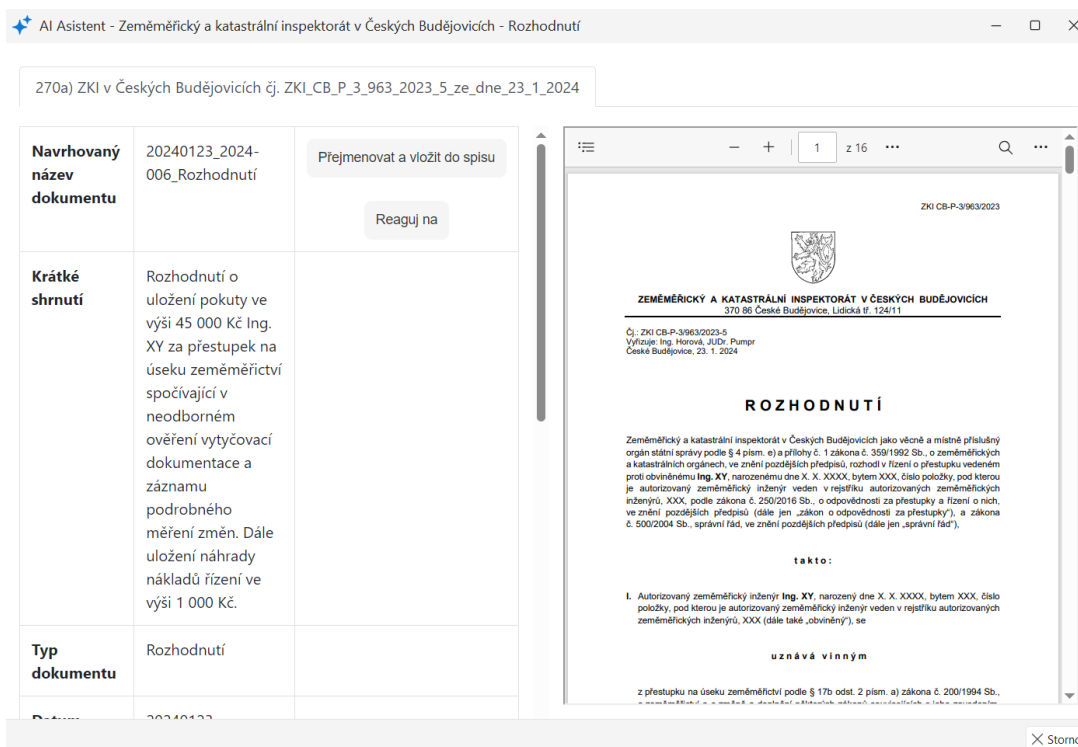 AI Asistent - Zeměměřický a katastrální inspektorát v Českých Budějovicích - Rozhodnutí
270a) ZKI v Českých Budějovicích čj. ZKI_CB_P_3_963_2023_5_ze_dne_23_1_2024
Navrhovaný
název
dokumentu
20240123_2024-
006_Rozhodnutí
Přejmenovat a vložit do spisu
Reaguj na
Krátké
shrnutí
Rozhodnutí o
uložení pokuty ve
výši 45 000 Kč Ing.
XY za přestupek na
úseku zeměměřictví
spočívající v
neodborném
ověření vytyčovací
dokumentace a
záznamu
podrobného
měření změn. Dále
uložení náhrady
nákladů řízení ve
výši 1 000 Kč.
Typ
dokumentu
Rozhodnutí
Datum
20240123
1 z 16
ZKI CB-P-3/963/2023
ZEMĚMĚŘICKÝ A KATASTRÁLNÍ INSPEKTORÁT V ČESKÝCH BUDĚJOVICÍCH
370 86 České Budějovice, Lidická tř. 124/11
Čj.: ZKI CB-P-3/963/2023-5
Vyřizuje: Ing. Horová, JUDr. Pumpr
České Budějovice, 23. 1. 2024
ROZHODNUTÍ
Zeměměřický a katastrální inspektorát v Českých Budějovicích jako věcně a místně příslušný
orgán státní správy podle § 4 písm. e) a přílohy č. 1 zákona č. 359/1992 Sb., o zeměměřických
a katastrálních orgánech, ve znění pozdějších předpisů, rozhodl v řízení o přestupku vedeném
proti obviněnému Ing. XY, narozenému dne X. X. XXXX, bytem XXX, číslo položky, pod kterou
je autorizovaný zeměměřický inženýr veden v rejstříku autorizovaných zeměměřických
inženýrů, XXX, podle zákona č. 250/2016 Sb., o odpovědnosti za přestupky a řízení o nich,
ve znění pozdějších předpisů (dále jen „zákon o odpovědnosti za přestupky“), a zákona
č. 500/2004 Sb., správní řád, ve znění pozdějších předpisů (dále jen „správní řád“),
takto:
I. Autorizovaný zeměměřický inženýr Ing. XY, narozený dne X. X. XXXX, bytem XXX, číslo
položky, pod kterou je autorizovaný zeměměřický inženýr veden v rejstříku autorizovaných
zeměměřických inženýrů, XXX (dále také „obviněný“), se
uznává vinným
z přestupku na úseku zeměměřictví podle § 17b odst. 2 písm. a) zákona č. 200/1994 Sb.,
o zeměměřictví a o změně a doplnění některých zákonů souvisejících s jeho zavedením,
Storno